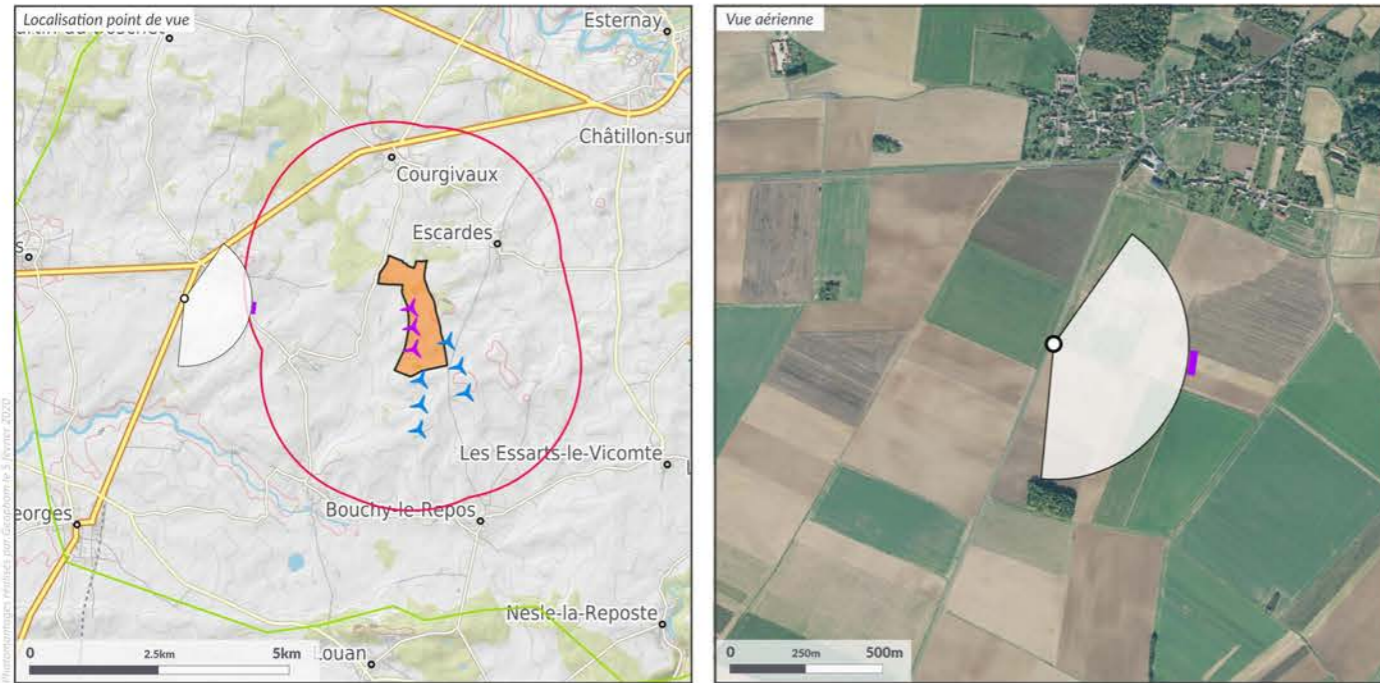 Localisation point de vue
Esternay
Châtillon-sur
Courgivaux
Escardes
s
Les Essarts-le-Vicomte
L
Bouchy-le-Repos
eorges
Nesle-la-Reposte
Louan
0
2.5km
5km
Photomontages réalisés par Geophom le 5 février 2020
Vue aérienne
0
250m
500m